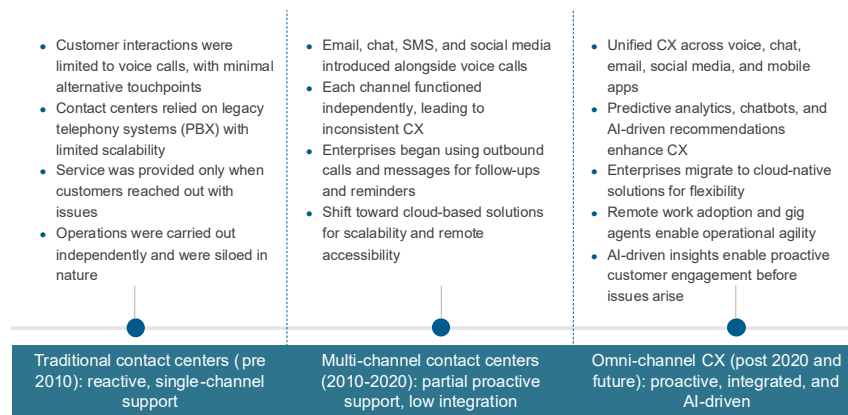 Customer interactions were
limited to voice calls, with minimal
alternative touchpoints
Contact centers relied on legacy
telephony systems (PBX) with
limited scalability
Service was provided only when
customers reached out with
issues
Operations were carried out
independently and were siloed in
nature
Email, chat, SMS, and social media
introduced alongside voice calls
Each channel functioned
independently, leading to
inconsistent CX
Enterprises began using outbound
calls and messages for follow-ups
and reminders
Shift toward cloud-based solutions
for scalability and remote
accessibility
Unified CX across voice, chat,
email, social media, and mobile
apps
Predictive analytics, chatbots, and
AI-driven recommendations
enhance CX
Enterprises migrate to cloud-native
solutions for flexibility
Remote work adoption and gig
agents enable operational agility
AI-driven insights enable proactive
customer engagement before
issues arise
Traditional contact centers (pre
2010): reactive, single-channel
support
Multi-channel contact centers
(2010-2020): partial proactive
support, low integration
Omni-channel CX (post 2020 and
future): proactive, integrated, and
AI-driven